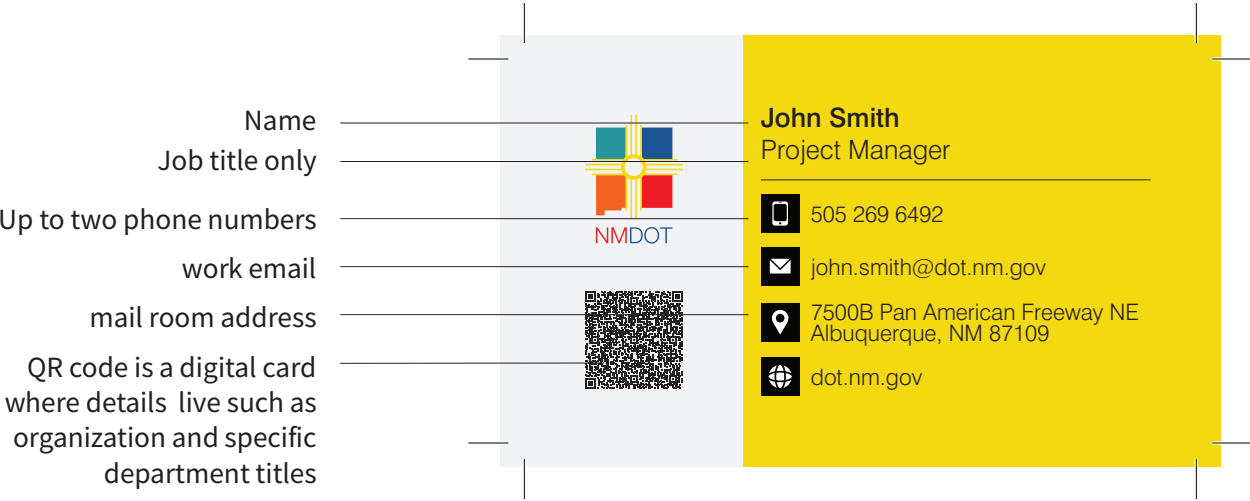 Name
Job title only
Up to two phone numbers
work email
mail room address
QR code is a digital card
where details live such as
organization and specific
department titles
NMDOT
John Smith
Project Manager
505 269 6492
john.smith@dot.nm.gov
7500B Pan American Freeway NE
Albuquerque, NM 87109
dot.nm.gov